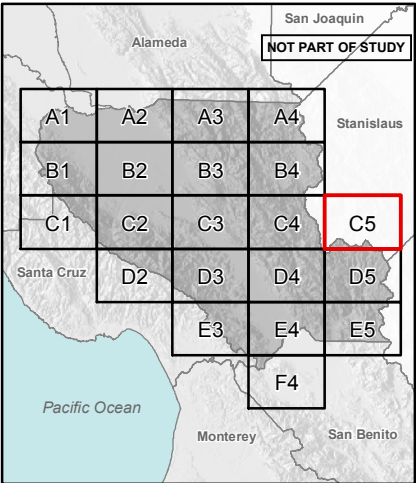 San Joaquin
Alameda
NOT PART OF STUDY
A1 A2 A3 A4
Stanislaus
B1 B2 B3 B4
C1 C2 C3 C4 C5
Santa Cruz
D2 D3 D4 D5
E3 E4 E5
F4
Pacific Ocean
Monterey
San Benito